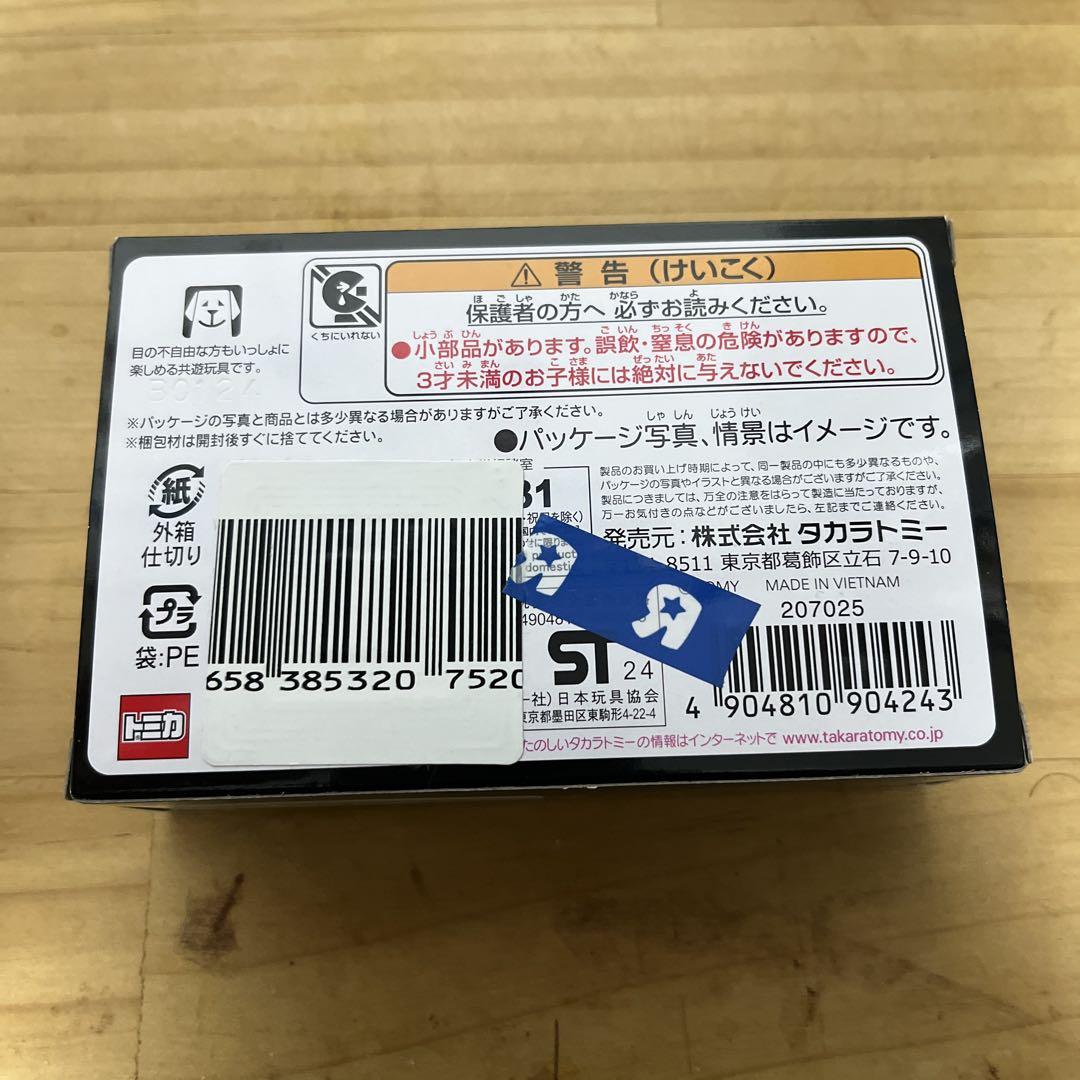 目の不自由な方もいっしょに
楽しめる共遊玩具です。
B0124
くちにいれない
警告（けいこく）
保護者の方へ 必ずお読みください。
●小部品があります。誤飲・窒息の危険がありますので、
3才未満のお子様には絶対に与えないでください。
※パッケージの写真と商品とは多少異なる場合がありますがご了承ください。
※梱包材は開封後すぐに捨ててください。
●パッケージ写真、情景はイメージです。
紙
外箱
仕切り
プラ
袋:PE
トミカ
658 385320 7520
81
祝日を除く）
product
domesti
製品のお買い上げ時期によって、同一製品の中にも多少異なるものや、
パッケージの写真やイラストと異なる場合がございますがご了承ください。
製品につきましては、万全の注意をはらって製造に当たっておりますが、
万一お気付きの点などがございましたら、左記までご連絡ください。
発売元：株式会社 タカラトミー
8511 東京都葛飾区立石 7-9-10
OMY MADE IN VIETNAM
207025
49048
ST 24
社）日本玩具協会
東京都墨田区東駒形4-22-4
4 904810 904243
たのしいタカラトミーの情報はインターネットで www.takaratomy.co.jp